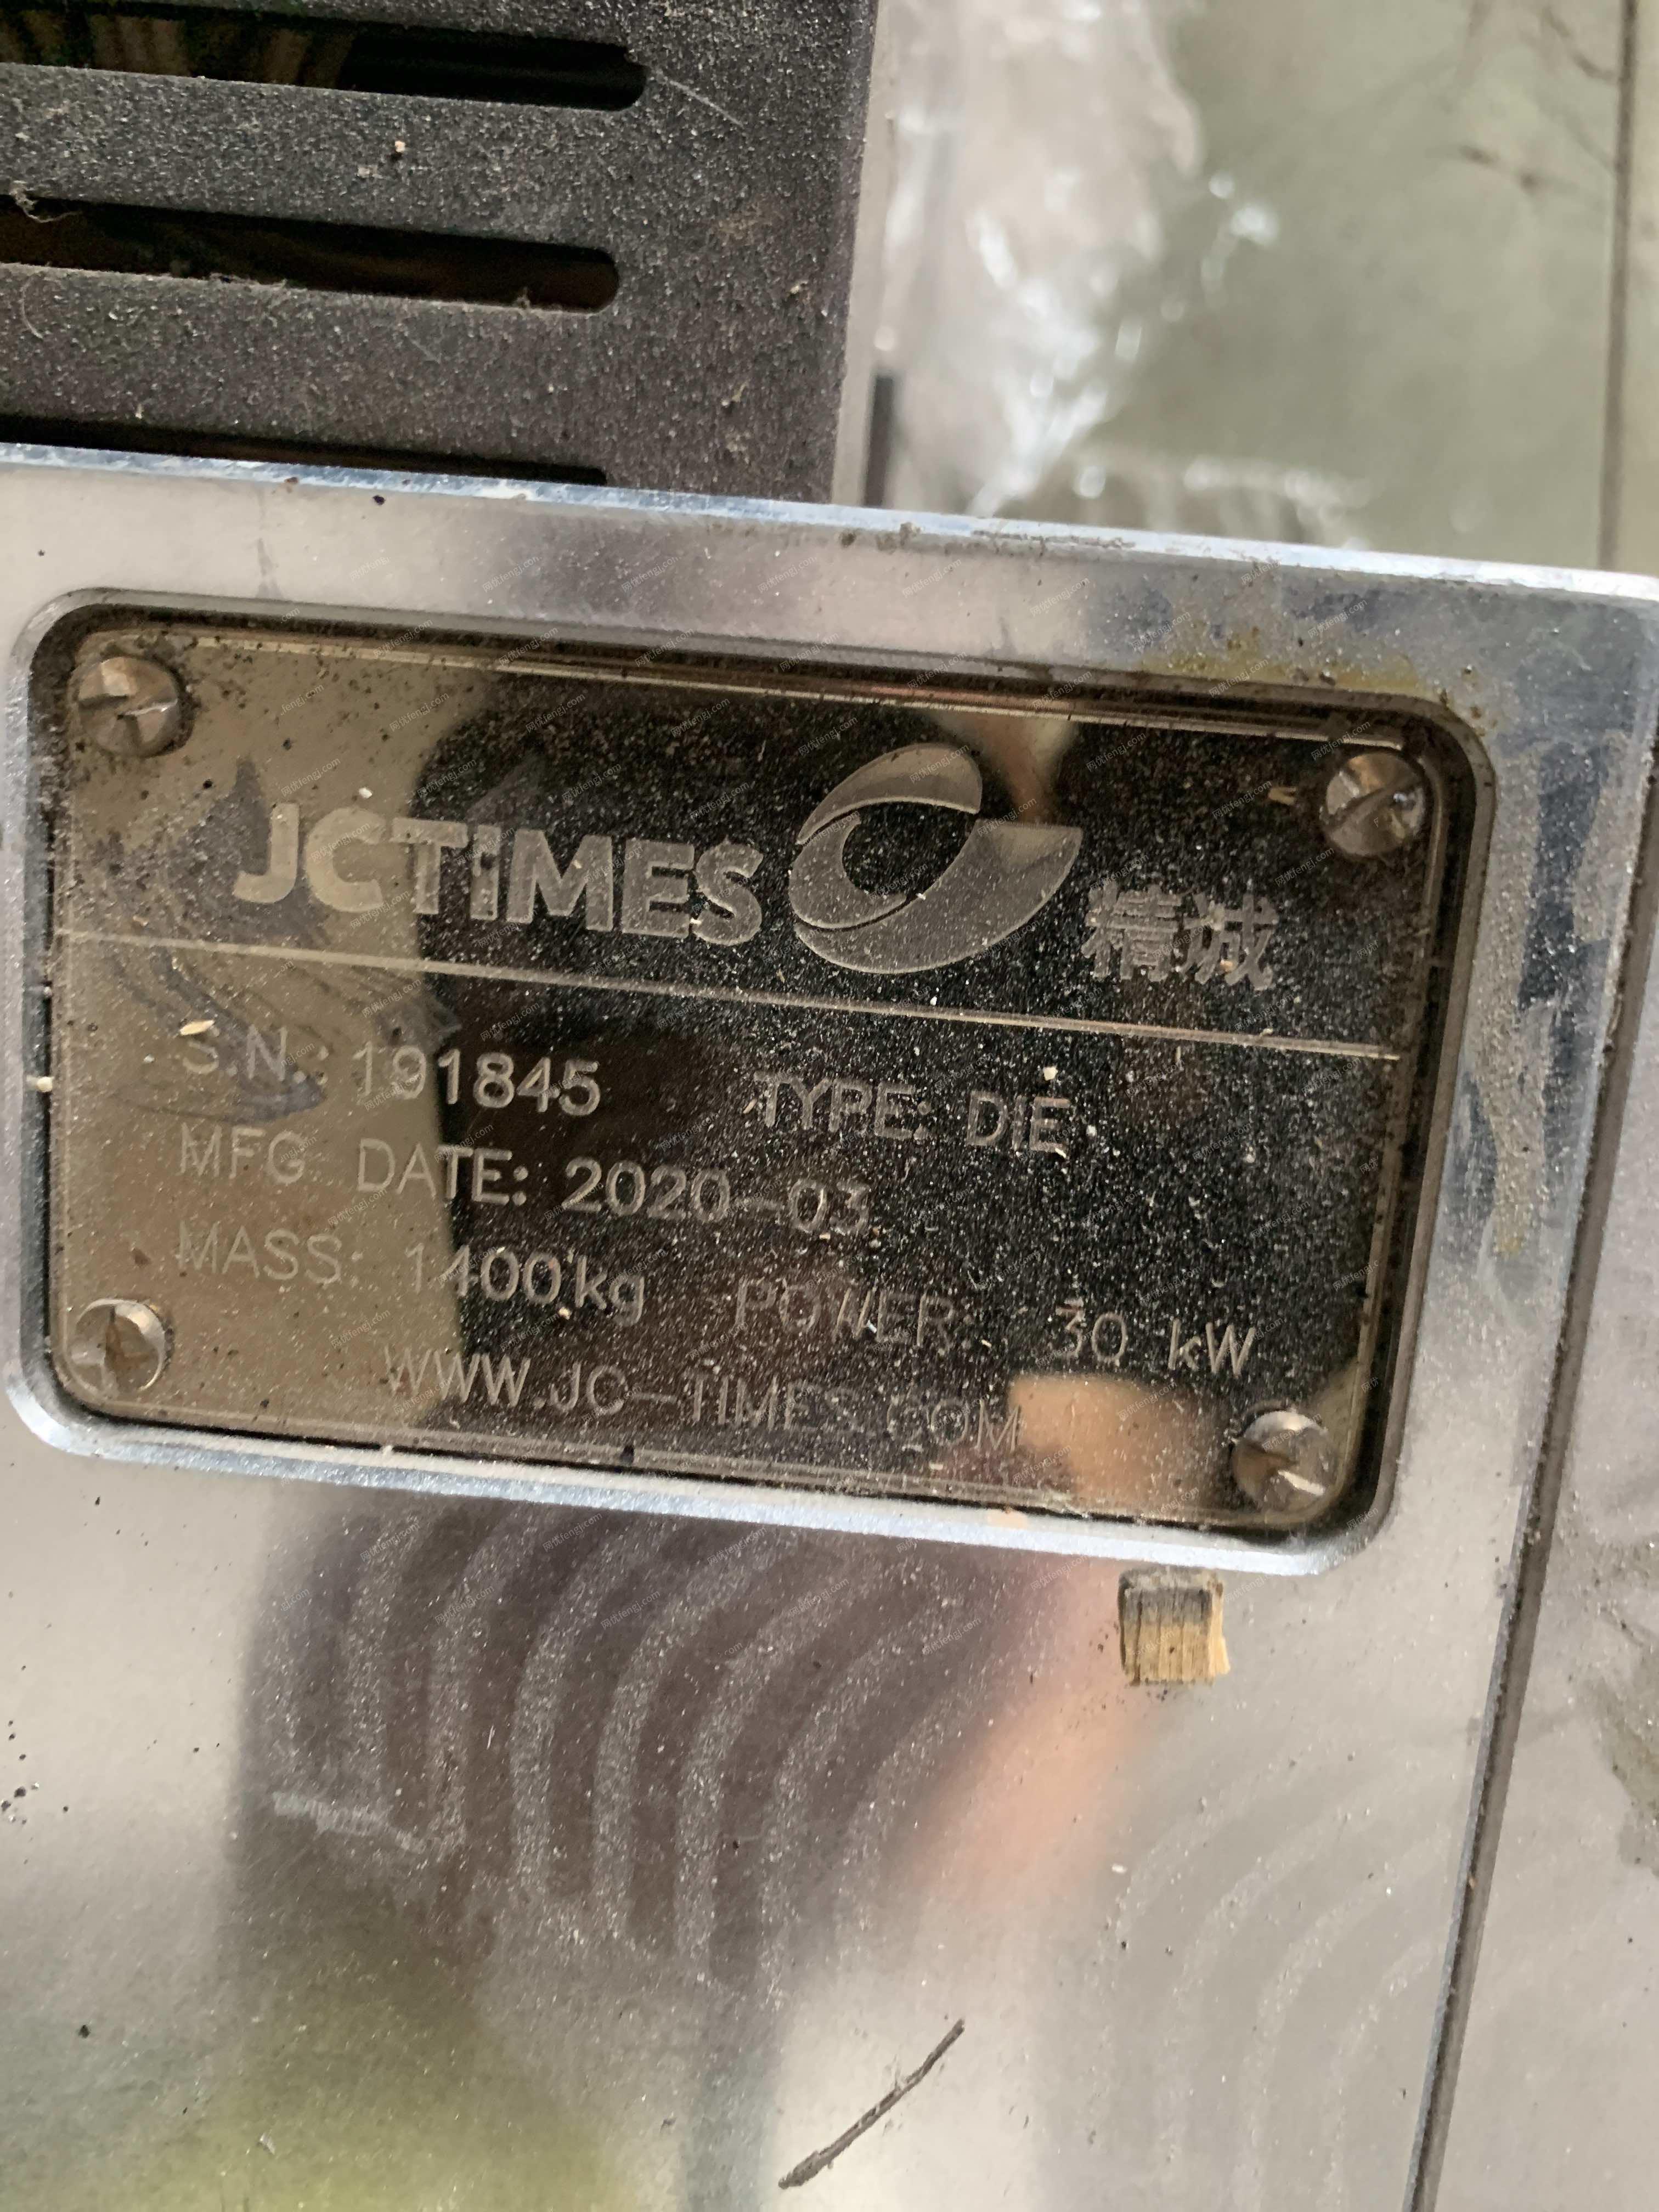 JCTIMES 精诚
S.N.: 191845 TYPE: DIE
MFG DATE: 2020-03
MASS: 1400kg POWER: 30 kW
WWW.JC-TIMES.COM